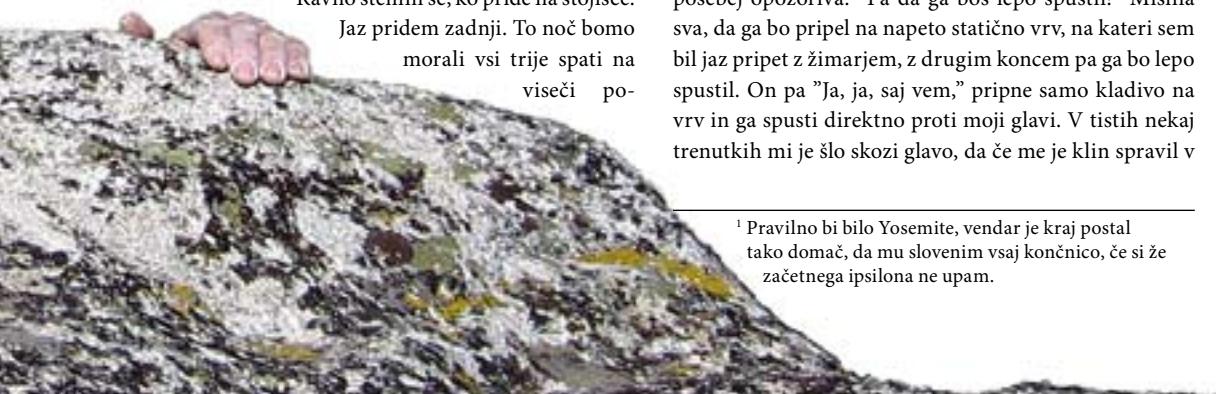 Ravno stemni se, ko pride na stojišče.
Jaz pridem zadnji. To noč bomo
morali vsi trije spati na
viseči po-
posebej opozoriva: "Pa da ga boš lepo spustil!" Mislila
sva, da ga bo pripel na napeto statično vrv, na kateri sem
bil jaz pripet z žimarjem, z drugim koncem pa ga bo lepo
spustil. On pa ”Ja, ja, saj vem,” pripne samo kladivo na
vrv in ga spusti direktno proti moji glavi. V tistih nekaj
trenutkih mi je šlo skozi glavo, da če me je klin spravil v
1 Pravilno bi bilo Yosemite, vendar je kraj postal
tako domač, da mu slovenim vsaj končnico, če si že
začetnega ipsilona ne upam.